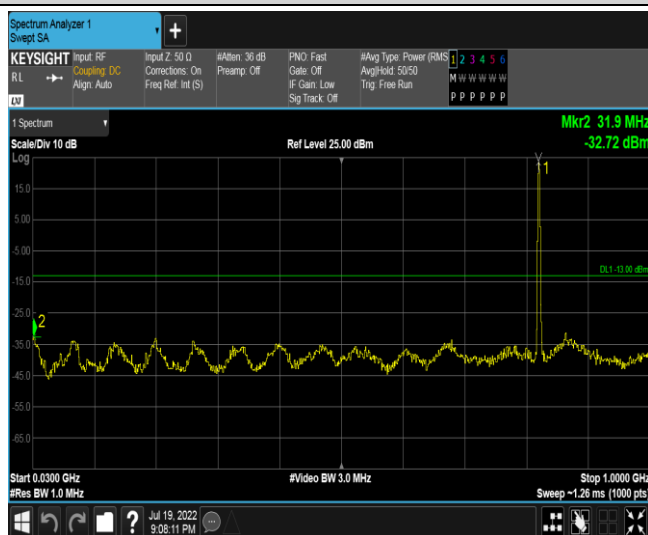 Spectrum Analyzer 1
Swept SA
KEYSIGHT
RL
LXI
Input: RF
Coupling: DC
Align: Auto
Input Z: 50 Ω
Corrections: On
Freq Ref: Int (S)
#Atten: 36 dB
Preamp: Off
PNO: Fast
Gate: Off
IF Gain: Low
Sig Track: Off
#Avg Type: Power (RMS
Avg|Hold: 50/50
Trig: Free Run
1 2 3 4 5 6
M W W W W W
P P P P P P
1 Spectrum
Scale/Div 10 dB
Ref Level 25.00 dBm
Mkr2 31.9 MHz
-32.72 dBm
Log
15.0
5.00
-5.00
-15.0
-25.0
-35.0
-45.0
-55.0
-65.0
1
2
DL1 -13.00 dBm
Start 0.0300 GHz
#Res BW 1.0 MHz
#Video BW 3.0 MHz
Stop 1.0000 GHz
Sweep ~1.26 ms (1000 pts)
?
Jul 19, 2022
9:08:11 PM